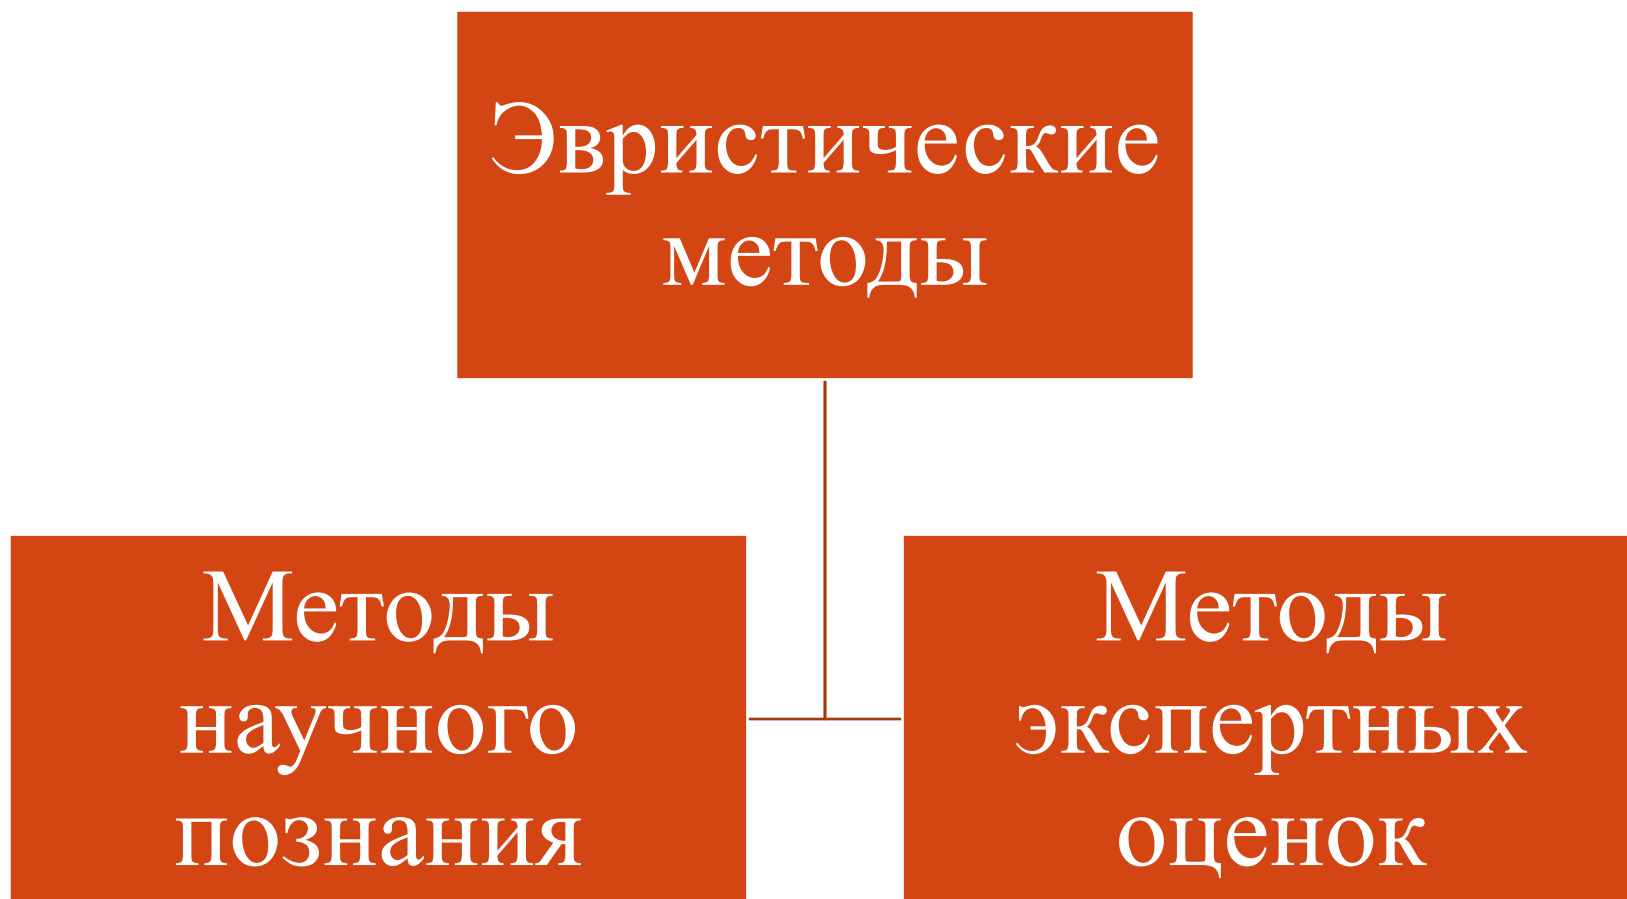 Эвристические
методы
Методы
научного
познания
Методы
экспертных
оценок